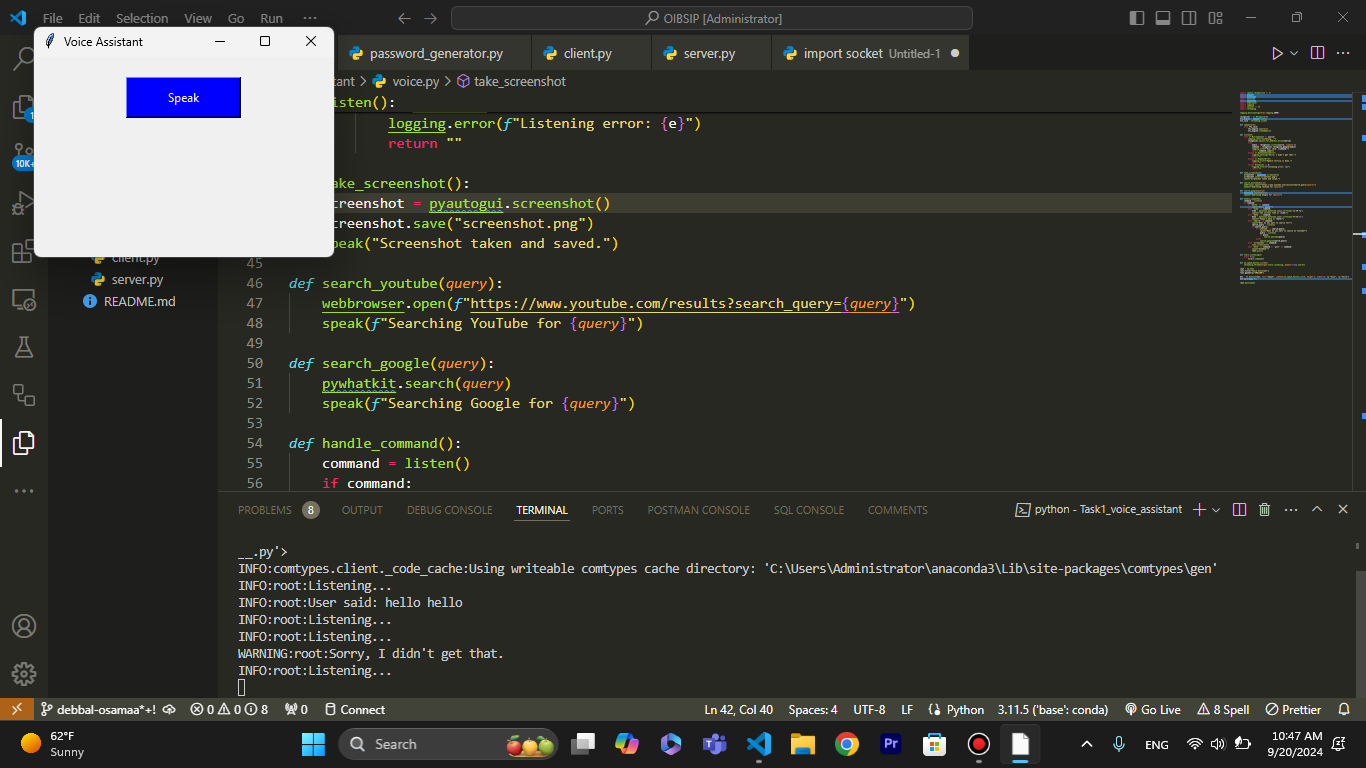 File Edit Selection View Go Run ···
OIBSIP [Administrator]
Voice Assistant
Speak
password_generator.py
client.py
server.py
import socket Untitled-1
tant > voice.py > take_screenshot
isten():
logging.error(f"Listening error: {e}")
return ""
ake_screenshot():
creenshot = pyautogui.screenshot()
creenshot.save("screenshot.png")
peak("Screenshot taken and saved.")
45
46 def search_youtube(query):
47 webbrowser.open(f"https://www.youtube.com/results?search_query={query}")
48 speak(f"Searching YouTube for {query}")
49
50 def search_google(query):
51 pywhatkit.search(query)
52 speak(f"Searching Google for {query}")
53
54 def handle_command():
55 command = listen()
56 if command:
1
10K+
client.py
server.py
README.md
PROBLEMS 8 OUTPUT DEBUG CONSOLE TERMINAL PORTS POSTMAN CONSOLE SQL CONSOLE COMMENTS
python - Task1_voice_assistant
__.py'>
INFO:comtypes.client._code_cache:Using writeable comtypes cache directory: 'C:\Users\Administrator\anaconda3\Lib\site-packages\comtypes\gen'
INFO:root:Listening...
INFO:root:User said: hello hello
INFO:root:Listening...
INFO:root:Listening...
WARNING:root:Sorry, I didn't get that.
INFO:root:Listening...
debbal-osamaa*+! 0 0 8 0 Connect Ln 42, Col 40 Spaces: 4 UTF-8 LF Python 3.11.5 ('base': conda) Go Live 8 Spell Prettier
62°F
Sunny
Search
Pr
ENG
10:47 AM
9/20/2024